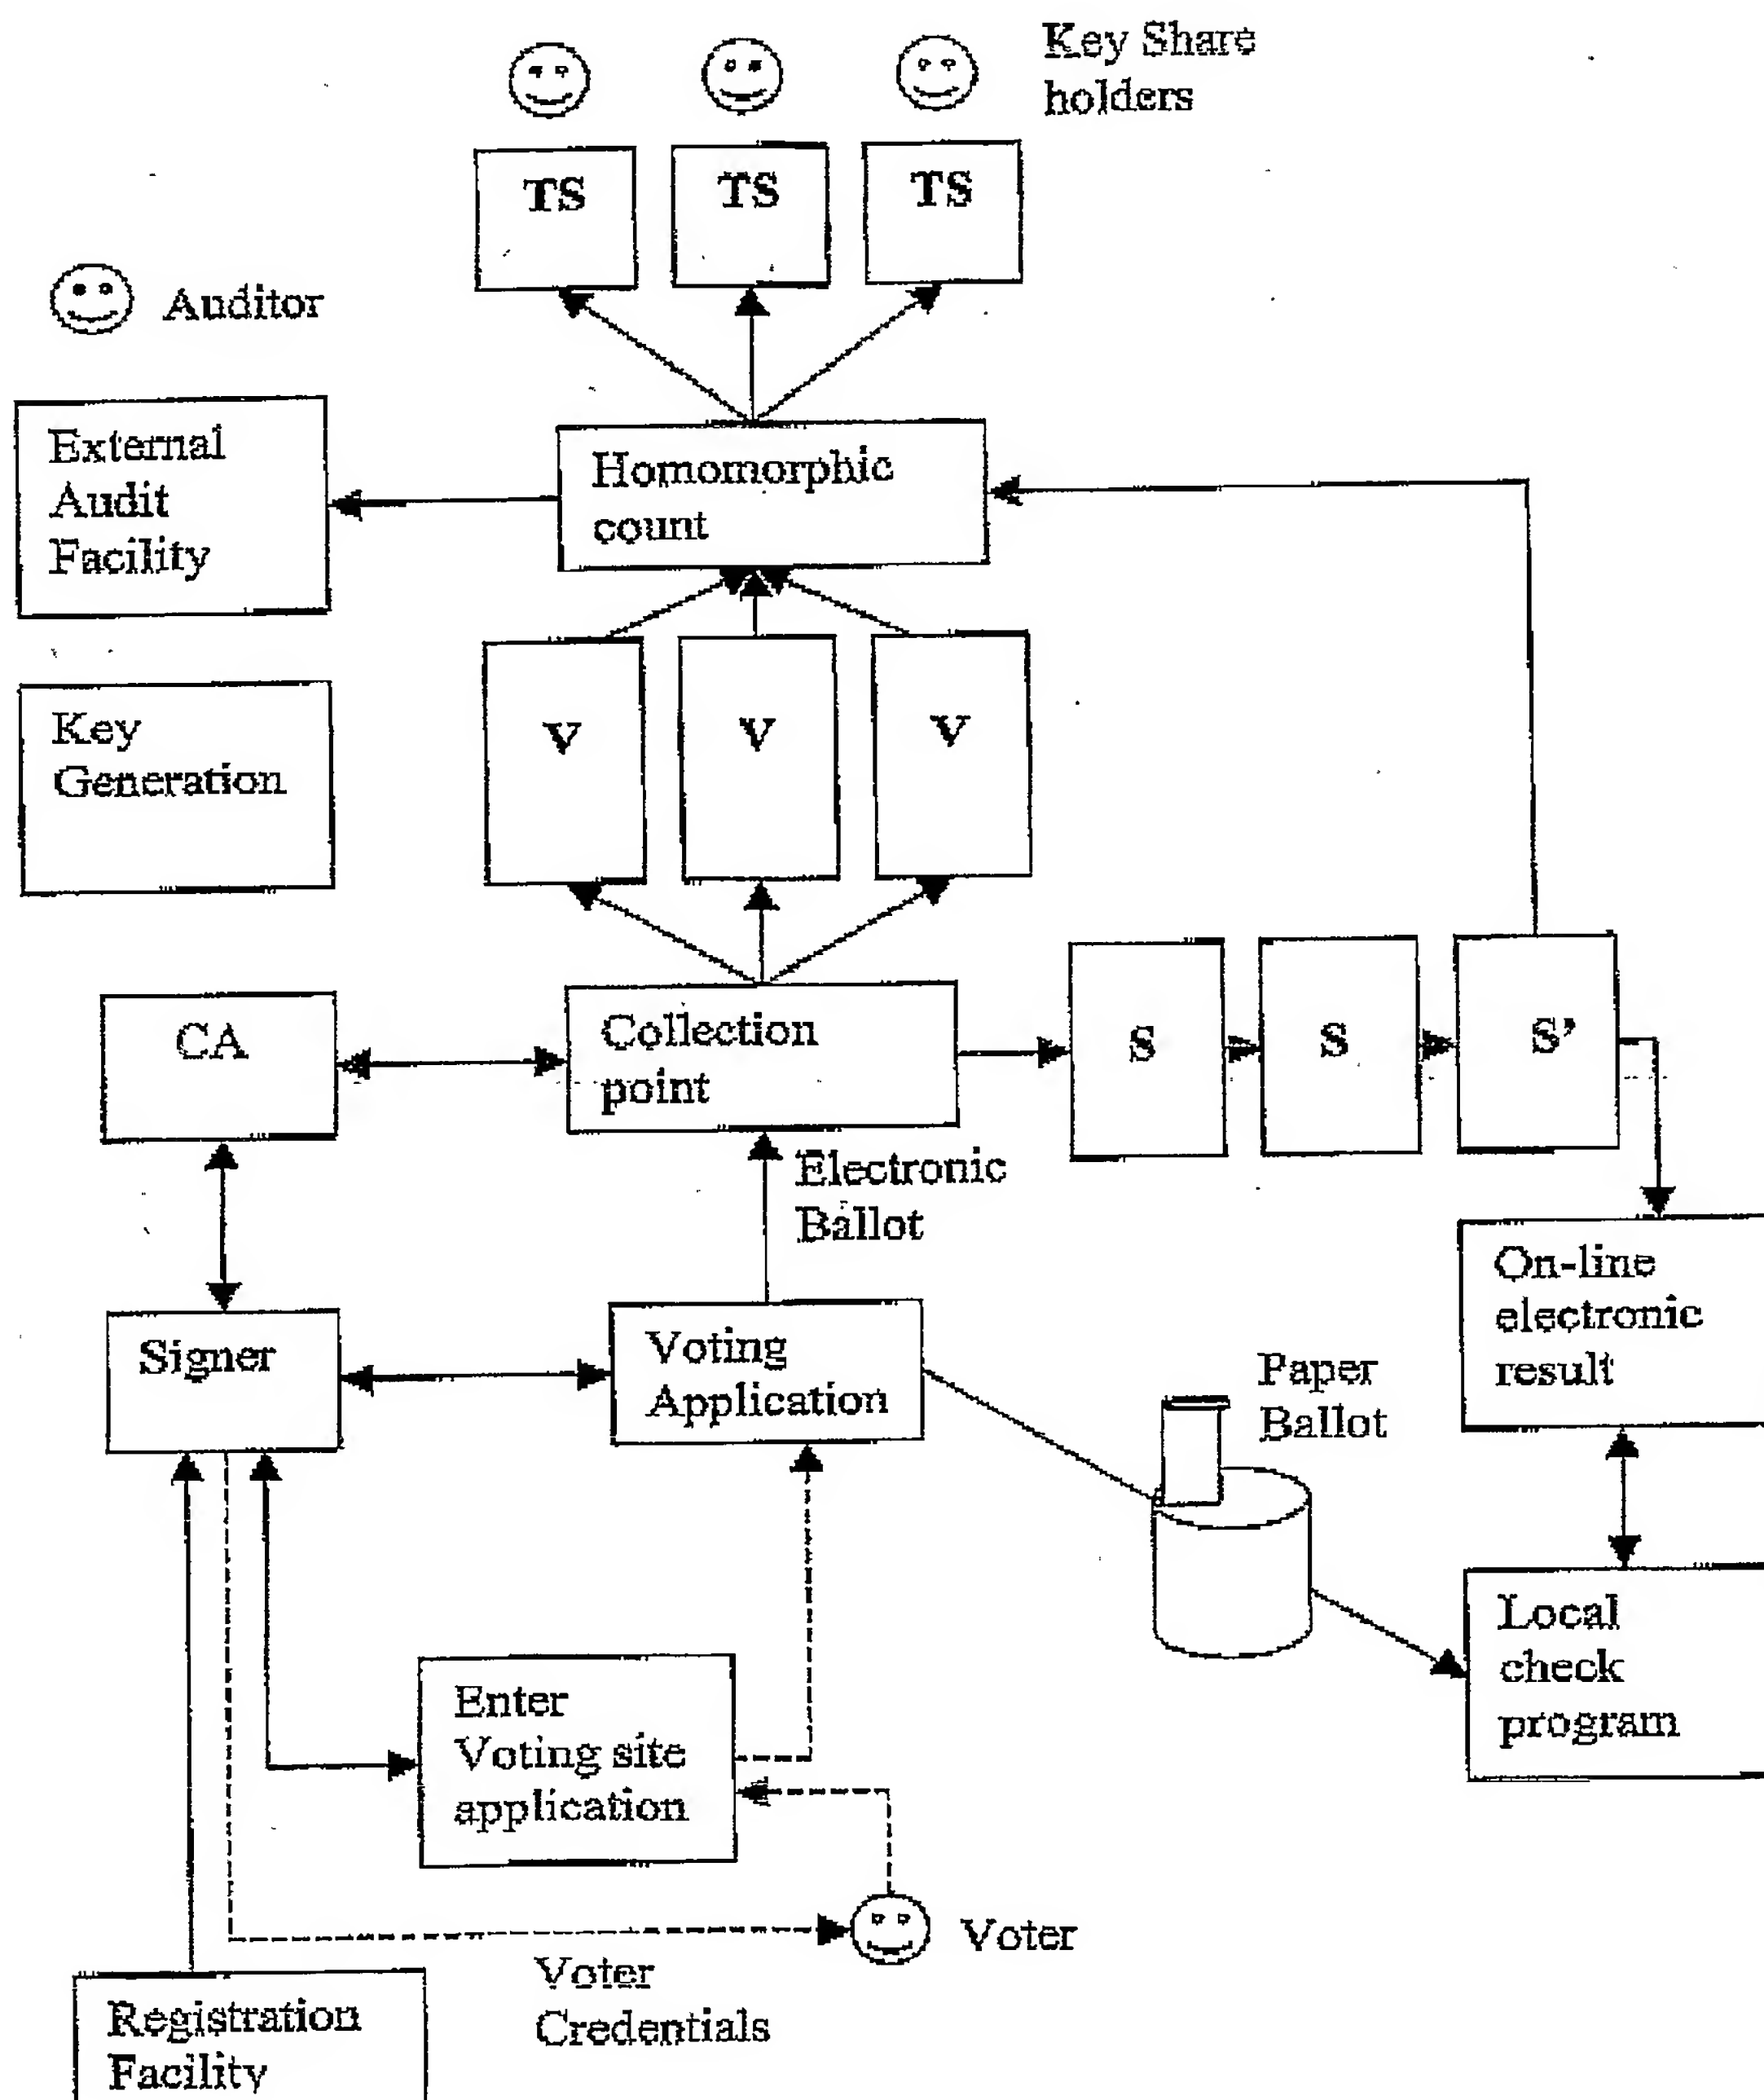 Key Share
holders
TS
TS
TS
Auditor
External
Audit
Facility
Homomorphic
count
Key
Generation
V
V
V
CA
Collection
point
S
S
S’
Electronic
Ballot
On-line
electronic
result
Signer
Voting
Application
Paper
Ballot
Enter
Voting site
application
Local
check
program
Voter
Voter
Credentials
Registration
Facility